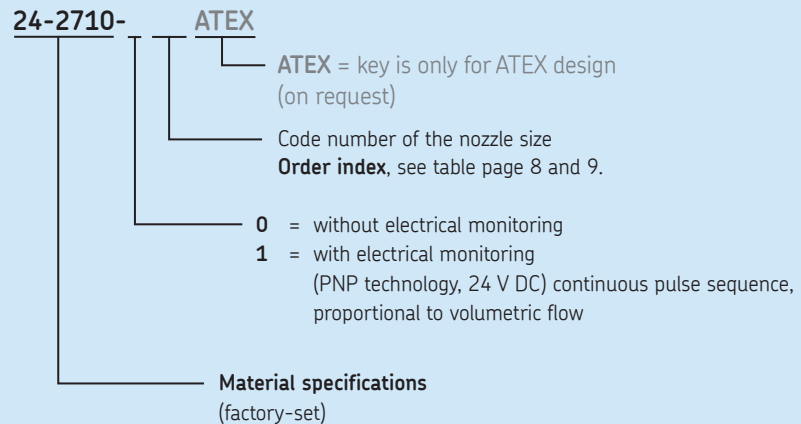 24-2710- ATEX
ATEX = key is only for ATEX design
(on request)
Code number of the nozzle size
Order index, see table page 8 and 9.
0 = without electrical monitoring
1 = with electrical monitoring
(PNP technology, 24 V DC) continuous pulse sequence,
proportional to volumetric flow
Material specifications
(factory-set)